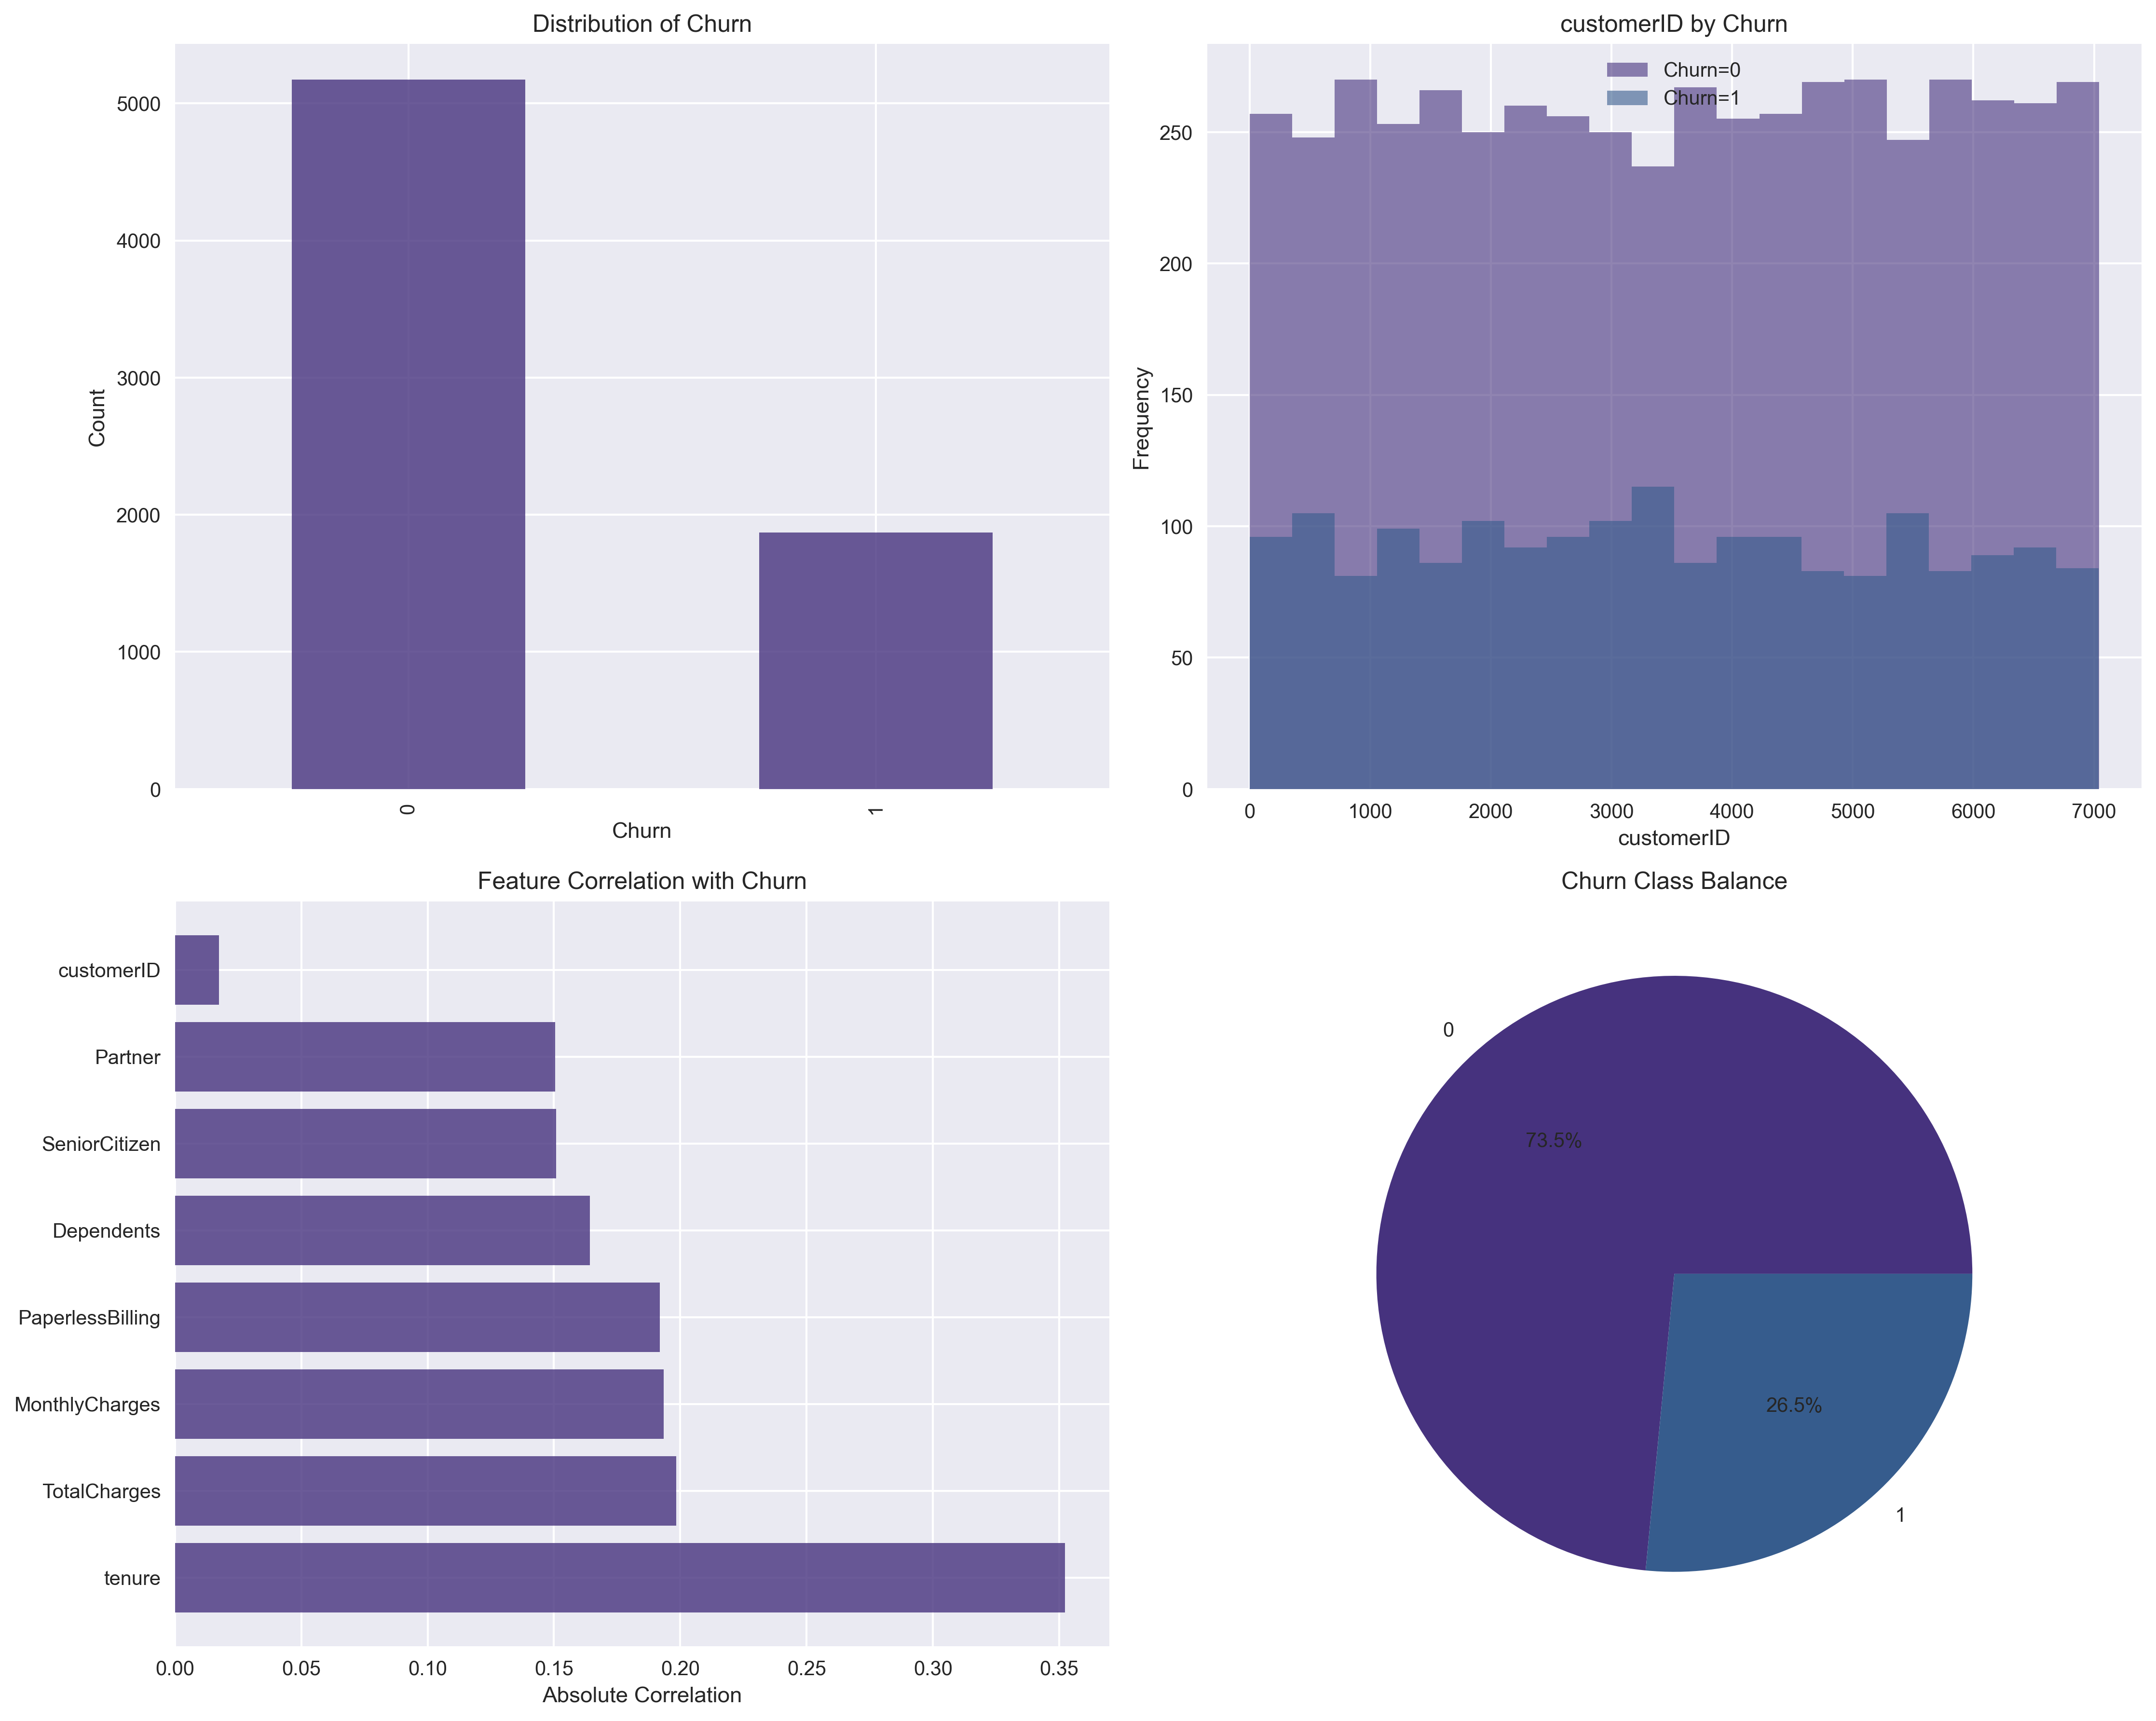 Distribution of Churn
5000
4000
3000
2000
1000
0
Count
0
1
Churn
customerID by Churn
Churn=0
Churn=1
250
200
150
100
50
0
Frequency
0 1000 2000 3000 4000 5000 6000 7000
customerID
Feature Correlation with Churn
customerID
Partner
SeniorCitizen
Dependents
PaperlessBilling
MonthlyCharges
TotalCharges
tenure
0.00 0.05 0.10 0.15 0.20 0.25 0.30 0.35
Absolute Correlation
Churn Class Balance
0
73.5%
26.5%
1